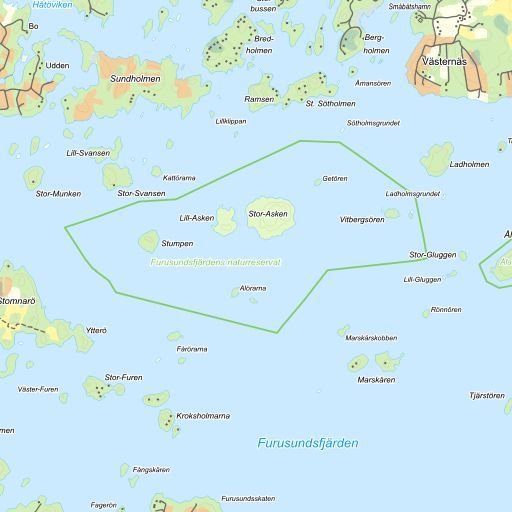 Hätöviken
Bo
bussen
Småbåtshamn
Bred-
holmen
Berg-
holmen
Udden
Västernäs
Sundholmen
Åmansören
Ramsen
St. Sötholmen
Lillklippan
Sötholmsgrundet
Lill-Svansen
Ladholmen
Kattörarna
Getören
Stor-Munken
Stor-Svansen
Ladholmsgrundet
Lill-Asken
Stor-Asken
Vitbergsören
Stumpen
Stor-Gluggen
Furusundsfjärdens naturreservat
Lill-Gluggen
Alörarna
Stomnarö
Rönnören
Ytterö
Marskärskobben
Färörarna
Stor-Furen
Marskären
Väster-Furen
Tjärstören
Kroksholmarna
Furusundsfjärden
Fångskären
Fagerön
Furusundsskaten